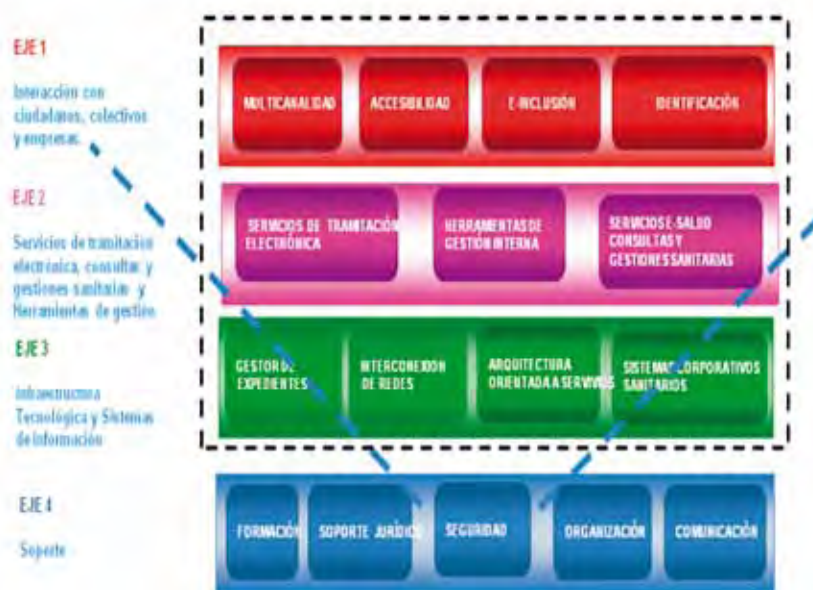 EJE 1
Interacción con
ciudadanos, colectivos
y empresas
MULTICANALIDAD
ACCESIBILIDAD
E-INCLUSIÓN
IDENTIFICACIÓN
EJE 2
Servicios de tramitación
electrónica, consultas y
gestiones sanitarias y
Herramientas de gestión
SERVICIOS DE TRAMITACIÓN
ELECTRÓNICA
HERRAMIENTAS DE
GESTIÓN INTERNA
SERVICIOS E-SALUD
CONSULTAS Y
GESTIONES SANITARIAS
EJE 3
Infraestructura
Tecnológica y Sistemas
de Información
GESTOR DE
EXPEDIENTES
INTERCONEXION
DE REDES
ARQUITECTURA
ORIENTADA A SERVIVIOS
SISTEMAS CORPORATIVOS
SANITARIOS
EJE 4
Soporte
FORMACIÓN
SOPORTE JURÍDICO
SEGURIDAD
ORGANIZACIÓN
COMUNICACIÓN